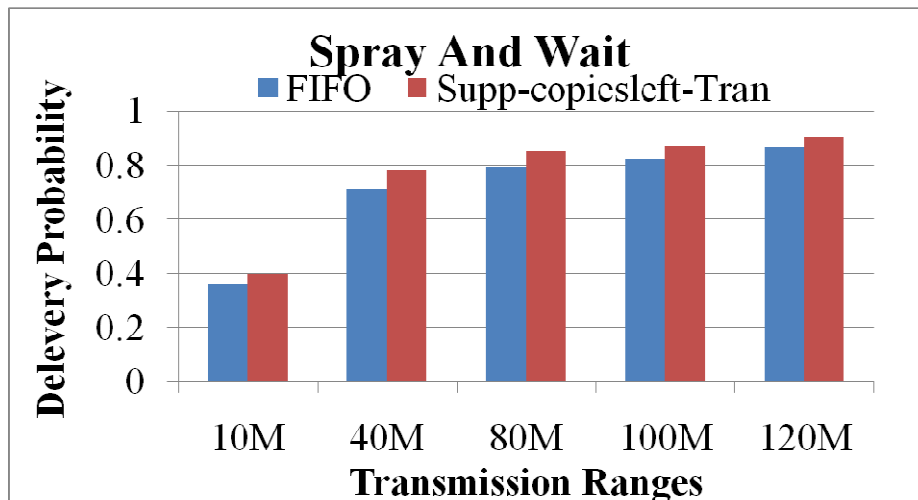 Spray And Wait
FIFO Supp-copiesleft-Tran
1
0.8
0.6
0.4
0.2
0
Delevery Probability
10M 40M 80M 100M 120M
Transmission Ranges